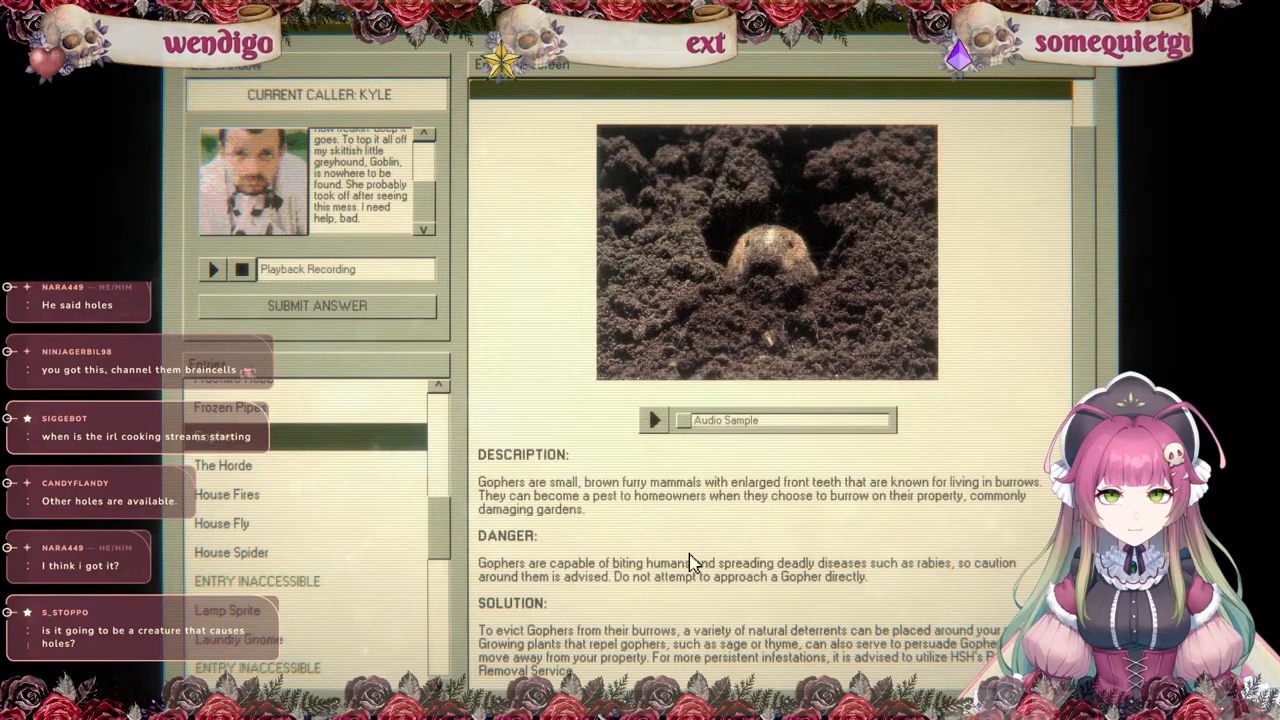 wendigo
ext
somequietgi
CURRENT CALLER: KYLE
how freakin' deep it
goes. To top it all off
my skittish little
greyhound, Goblin,
is nowhere to be
found. She probably
took off after seeing
this mess. I need
help, bad.
Playback Recording
SUBMIT ANSWER
Entries
Frozen Pipes
The Horde
House Fires
House Fly
House Spider
ENTRY INACCESSIBLE
Lamp Sprite
Laundry Gnome
ENTRY INACCESSIBLE
Audio Sample
DESCRIPTION:
Gophers are small, brown furry mammals with enlarged front teeth that are known for living in burrows.
They can become a pest to homeowners when they choose to burrow on their property, commonly
damaging gardens.
DANGER:
Gophers are capable of biting humans and spreading deadly diseases such as rabies, so caution
around them is advised. Do not attempt to approach a Gopher directly.
SOLUTION:
To evict Gophers from their burrows, a variety of natural deterrents can be placed around your
Growing plants that repel gophers, such as sage or thyme, can also serve to persuade Gophe
move away from your property. For more persistent infestations, it is advised to utilize HSH's P
Removal Service.
NARA449 — HE/HIM
He said holes
NINJAGERBIL98
you got this, channel them braincells
SIGGEBOT
when is the irl cooking streams starting
CANDYFLANDY
Other holes are available.
NARA449 — HE/HIM
I think i got it?
S_STOPPO
is it going to be a creature that causes
holes?